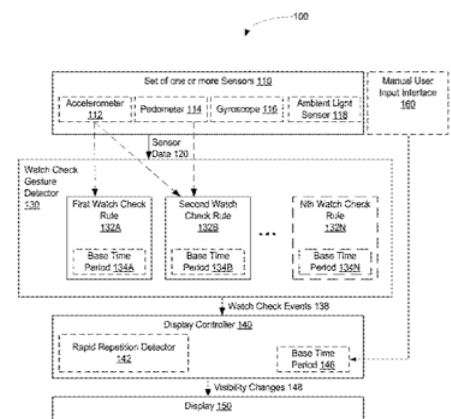 100
Set of one or more Sensors 110
Accelerometer
112
Pedometer 114
Gyroscope 116
Ambient Light
Sensor 118
Manual User
Input Interface
160
Sensor
Data 120
Watch Check
Gesture
Detector
130
First Watch Check
Rule
132A
Base Time
Period 134A
Second Watch
Check Rule
132B
Base Time
Period 134B
Nth Watch Check
Rule
132N
Base Time
Period 134N
Watch Check Events 138
Display Controller 140
Rapid Repetition Detector
142
Base Time
Period 146
Visibility Changes 148
Display 150